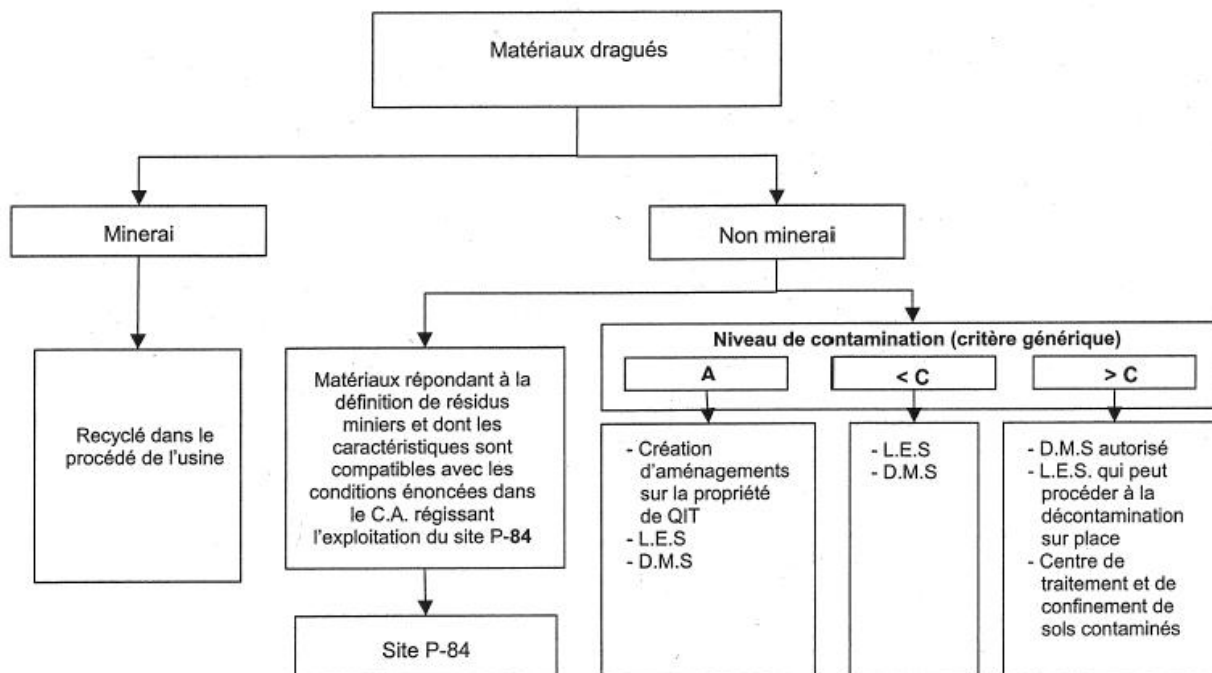 Matériaux dragués
Minerai
Non minerai
Recyclé dans le
procédé de l'usine
Matériaux répondant à la
définition de résidus
miniers et dont les
caractéristiques sont
compatibles avec les
conditions énoncées dans
le C.A. régissant
l'exploitation du site P-84
Site P-84
Niveau de contamination (critère générique)
A
< C
> C
- Création
d'aménagements
sur la propriété
de QIT
- L.E.S
- D.M.S
- L.E.S
- D.M.S
- D.M.S autorisé
- L.E.S. qui peut
procéder à la
décontamination
sur place
- Centre de
traitement et de
confinement de
sols contaminés